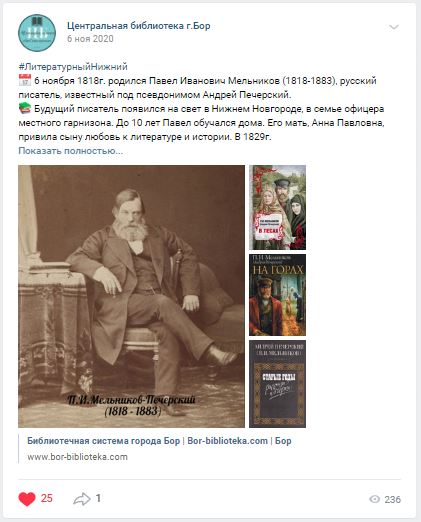 Центральная библиотека г.Бор
6 ноя 2020
#ЛитературныйНижний
6 ноября 1818г. родился Павел Иванович Мельников (1818-1883), русский
писатель, известный под псевдонимом Андрей Печерский.
Будущий писатель появился на свет в Нижнем Новгороде, в семье офицера
местного гарнизона. До 10 лет Павел обучался дома. Его мать, Анна Павловна,
привила сыну любовь к литературе и истории. В 1829г.
Показать полностью...
П.И.Мельников-Печерский
(1818 - 1883)
В ЛЕСАХ
П.И.Мельников
НА ГОРАХ
АНДРЕЙ ПЕЧЕРСКИЙ
(П.И.МЕЛЬНИКОВ)
СТАРЫЕ ГОДЫ
Библиотечная система города Бор | Bor-biblioteka.com | Бор
www.bor-biblioteka.com
25
1
236